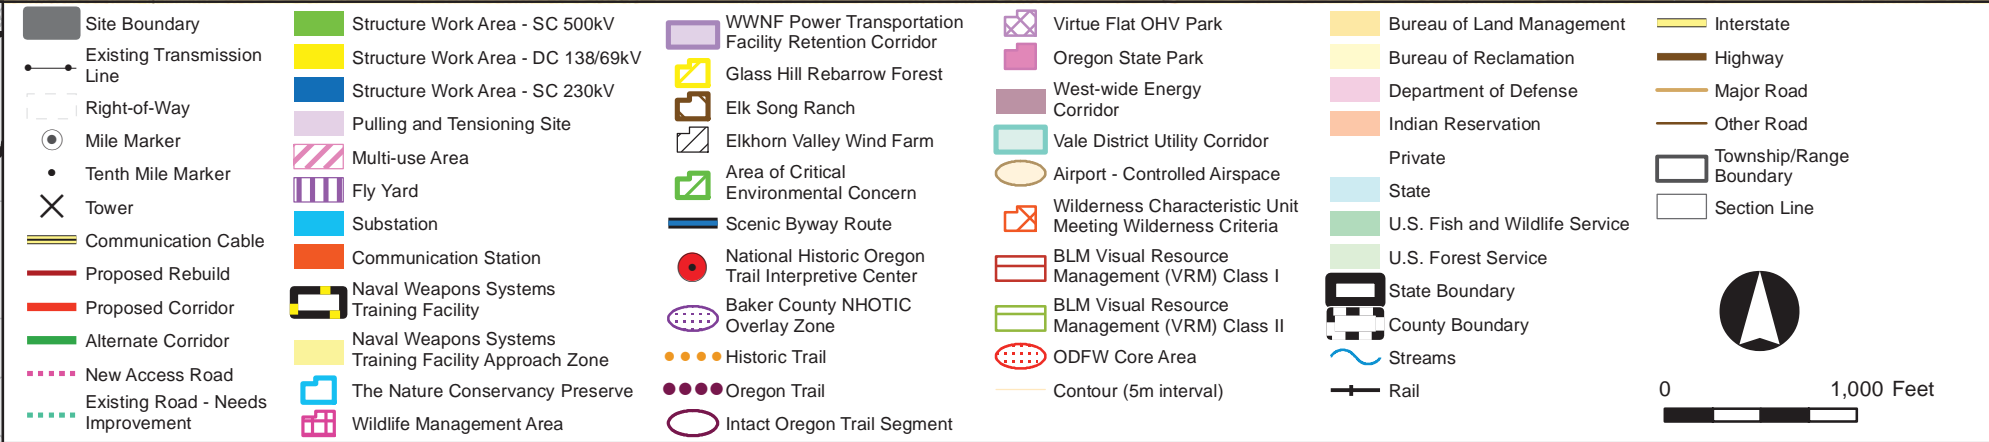 Site Boundary
Existing Transmission
Line
Right-of-Way
Mile Marker
Tenth Mile Marker
Tower
Communication Cable
Proposed Rebuild
Proposed Corridor
Alternate Corridor
New Access Road
Existing Road - Needs
Improvement
Structure Work Area - SC 500kV
Structure Work Area - DC 138/69kV
Structure Work Area - SC 230kV
Pulling and Tensioning Site
Multi-use Area
Fly Yard
Substation
Communication Station
Naval Weapons Systems
Training Facility
Naval Weapons Systems
Training Facility Approach Zone
The Nature Conservancy Preserve
Wildlife Management Area
WWNF Power Transportation
Facility Retention Corridor
Glass Hill Rebarrow Forest
Elk Song Ranch
Elkhorn Valley Wind Farm
Area of Critical
Environmental Concern
Scenic Byway Route
National Historic Oregon
Trail Interpretive Center
Baker County NHOTIC
Overlay Zone
Historic Trail
Oregon Trail
Intact Oregon Trail Segment
Virtue Flat OHV Park
Oregon State Park
West-wide Energy
Corridor
Vale District Utility Corridor
Airport - Controlled Airspace
Wilderness Characteristic Unit
Meeting Wilderness Criteria
BLM Visual Resource
Management (VRM) Class I
BLM Visual Resource
Management (VRM) Class II
ODFW Core Area
Contour (5m interval)
Bureau of Land Management
Bureau of Reclamation
Department of Defense
Indian Reservation
Private
State
U.S. Fish and Wildlife Service
U.S. Forest Service
State Boundary
County Boundary
Streams
Rail
Interstate
Highway
Major Road
Other Road
Township/Range
Boundary
Section Line
0 1,000 Feet